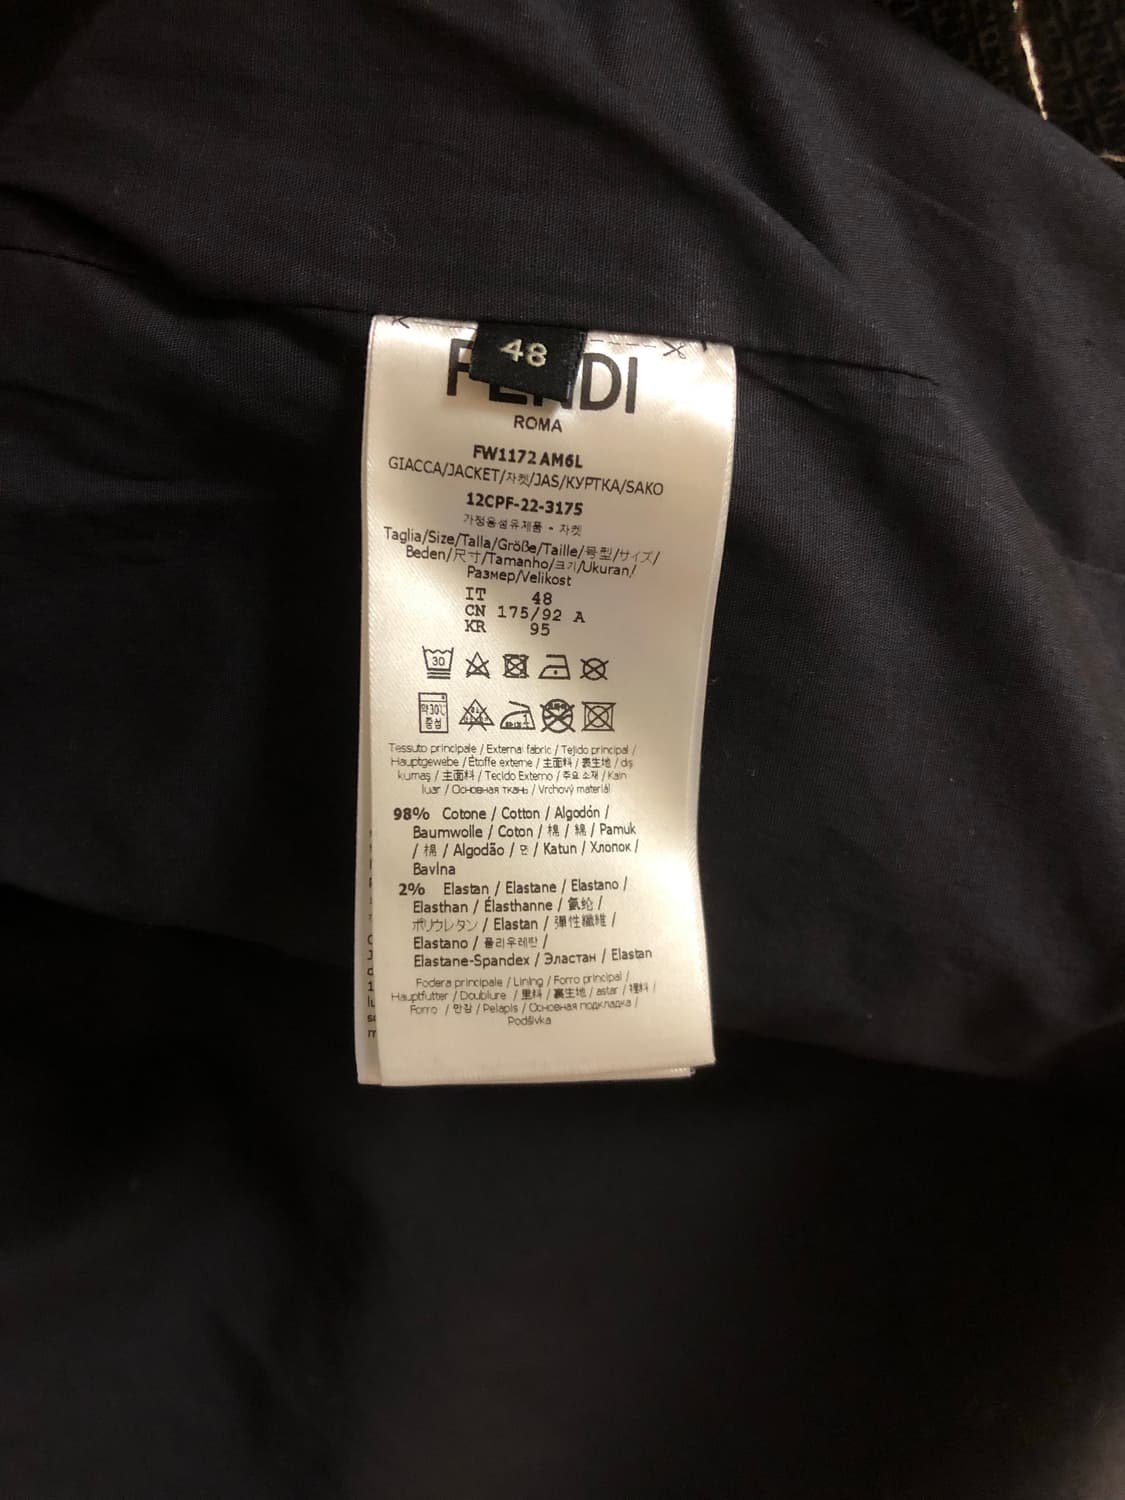 48
FENDI
ROMA
FW1172 AM6L
GIACCA/JACKET/자켓/JAS/КУРТКА/SAKO
12CPF-22-3175
가정용섬유제품 - 자켓
Taglia/Size/Talla/Größe/Taille/号型/サイズ/
Beden/尺寸/Tamanho/크기/Ukuran/
Размер/Velikost
IT 48
CN 175/92 A
KR 95
30
약30℃
중성
Tessuto principale / External fabric / Tejido principal /
Hauptgewebe / Étoffe externe / 主面料 / 表生地 / dış
kumaş / 主面料 / Tecido Externo / 주요 소재 / Kain
luar / Основная ткань / Vrchový materiál
98% Cotone / Cotton / Algodón /
Baumwolle / Coton / 棉 / 綿 / Pamuk
/ 棉 / Algodão / 면 / Katun / Хлопок /
Bavlna
2% Elastan / Elastane / Elastano /
Elasthan / Élasthanne / 氨纶 /
ポリウレタン / Elastan / 彈性纖維 /
Elastano / 폴리우레탄 /
Elastane-Spandex / Эластан / Elastan
Fodera principale / Lining / Forro principal /
Hauptfutter / Doublure / 里料 / 裏生地 / astar / 裡料 /
Forro / 안감 / Pelapis / Основная подкладка /
Podšívka